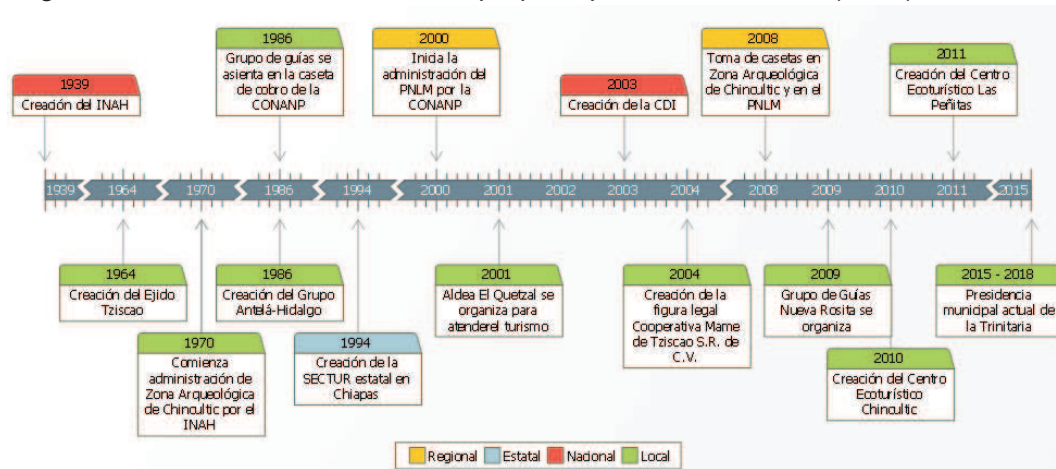 1986
Grupo de guías se
asienta en la caseta
de cobro de la
CONANP
2000
Inicia la
administración del
PNLM por la
CONANP
2008
Toma de casetas en
Zona Arqueológica
de Chincultic y en el
PNLM
2011
Creación del Centro
Ecoturístico Las
Peñitas
1939
Creación del INAH
2003
Creación de la CDI
1939 1964 1970 1986 1994 2000 2001 2002 2003 2004 2008 2009 2010 2011 2015
1964
Creación del Ejido
Tziscao
1986
Creación del Grupo
Antelá-Hidalgo
2001
Aldea El Quetzal se
organiza para
atenderel turismo
2004
Creación de la
figura legal
Cooperativa Mame
de Tziscao S.R. de
C.V.
2009
Grupo de Guías
Nueva Rosita se
organiza
2015 - 2018
Presidencia
municipal actual de
la Trinitaria
1970
Comienza
administración de
Zona Arqueológica
de Chincultic por el
INAH
1994
Creación de la
SECTUR estatal en
Chiapas
2010
Creación del Centro
Ecoturístico
Chincultic
Regional Estatal Nacional Local